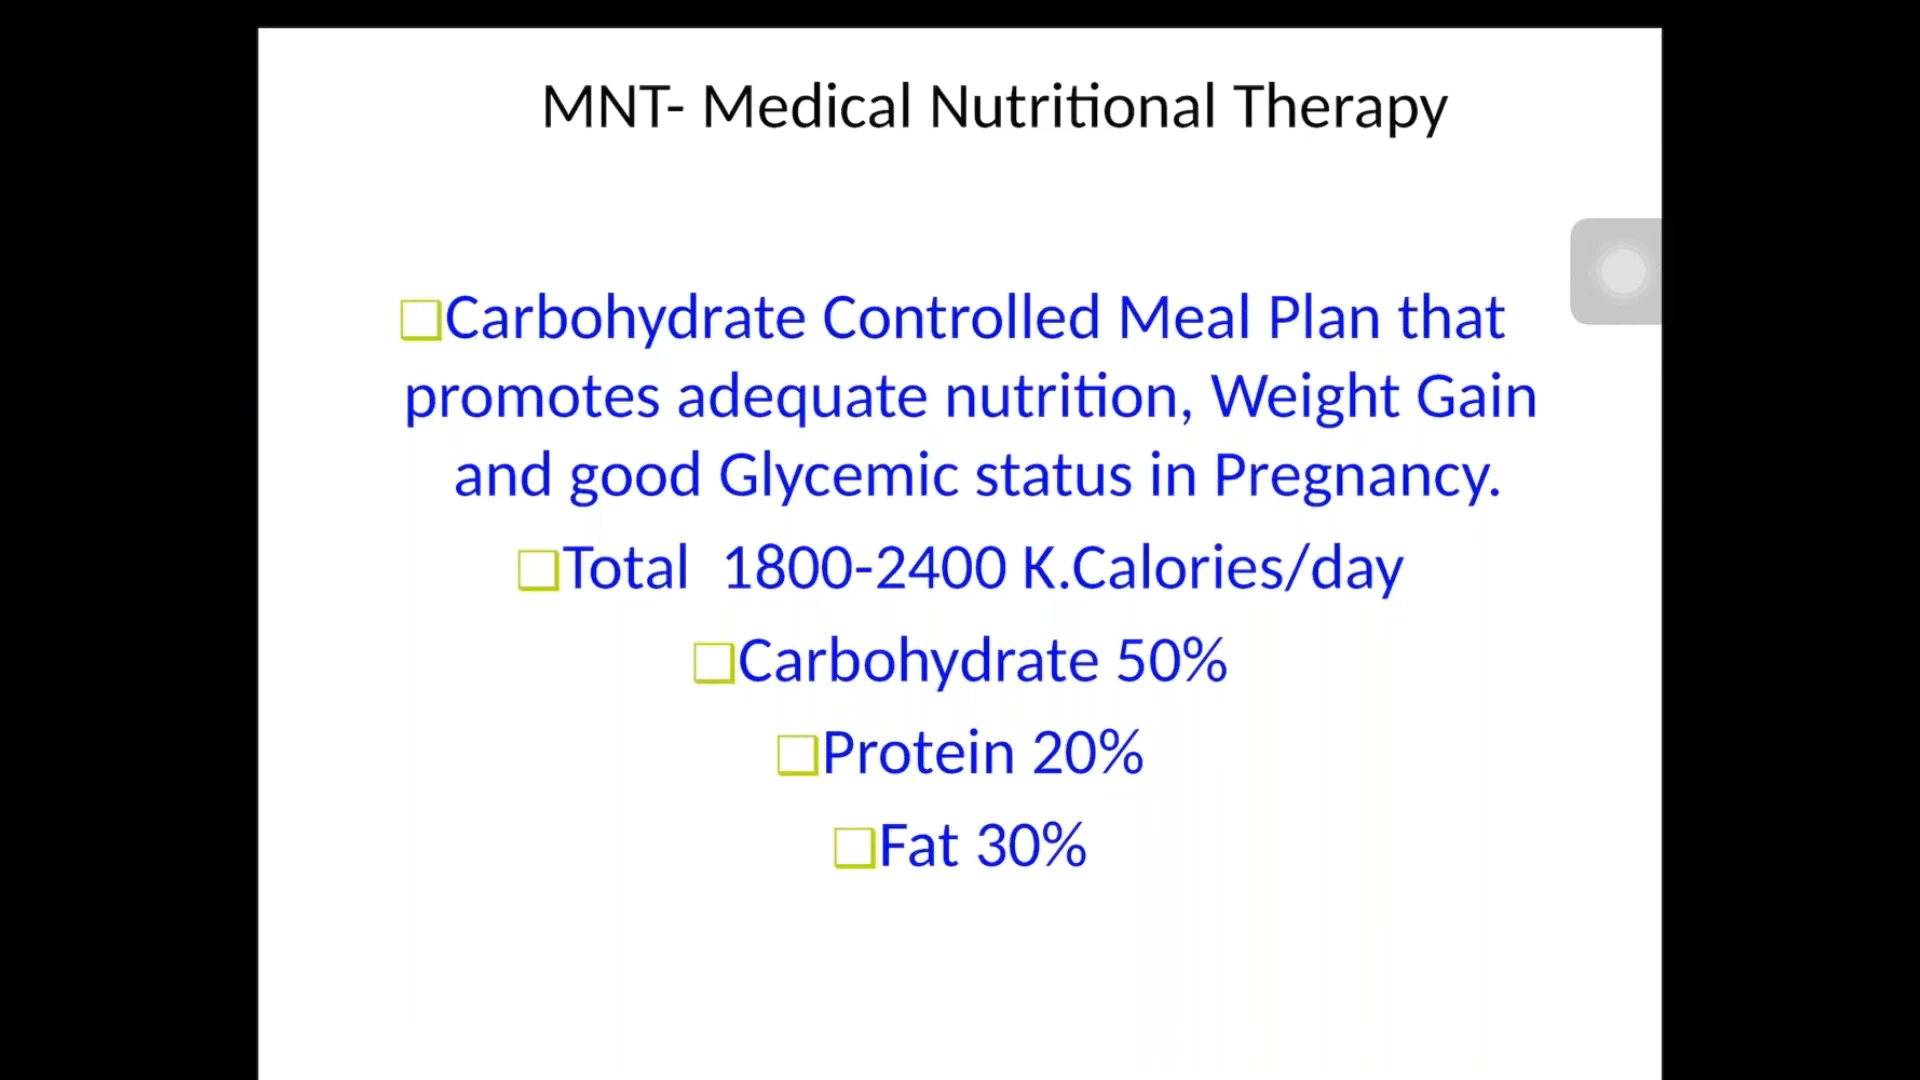 MNT- Medical Nutritional Therapy
❑Carbohydrate Controlled Meal Plan that
promotes adequate nutrition, Weight Gain
and good Glycemic status in Pregnancy.
❑Total  1800-2400 K.Calories/day
❑Carbohydrate 50%
❑Protein 20%
❑Fat 30%